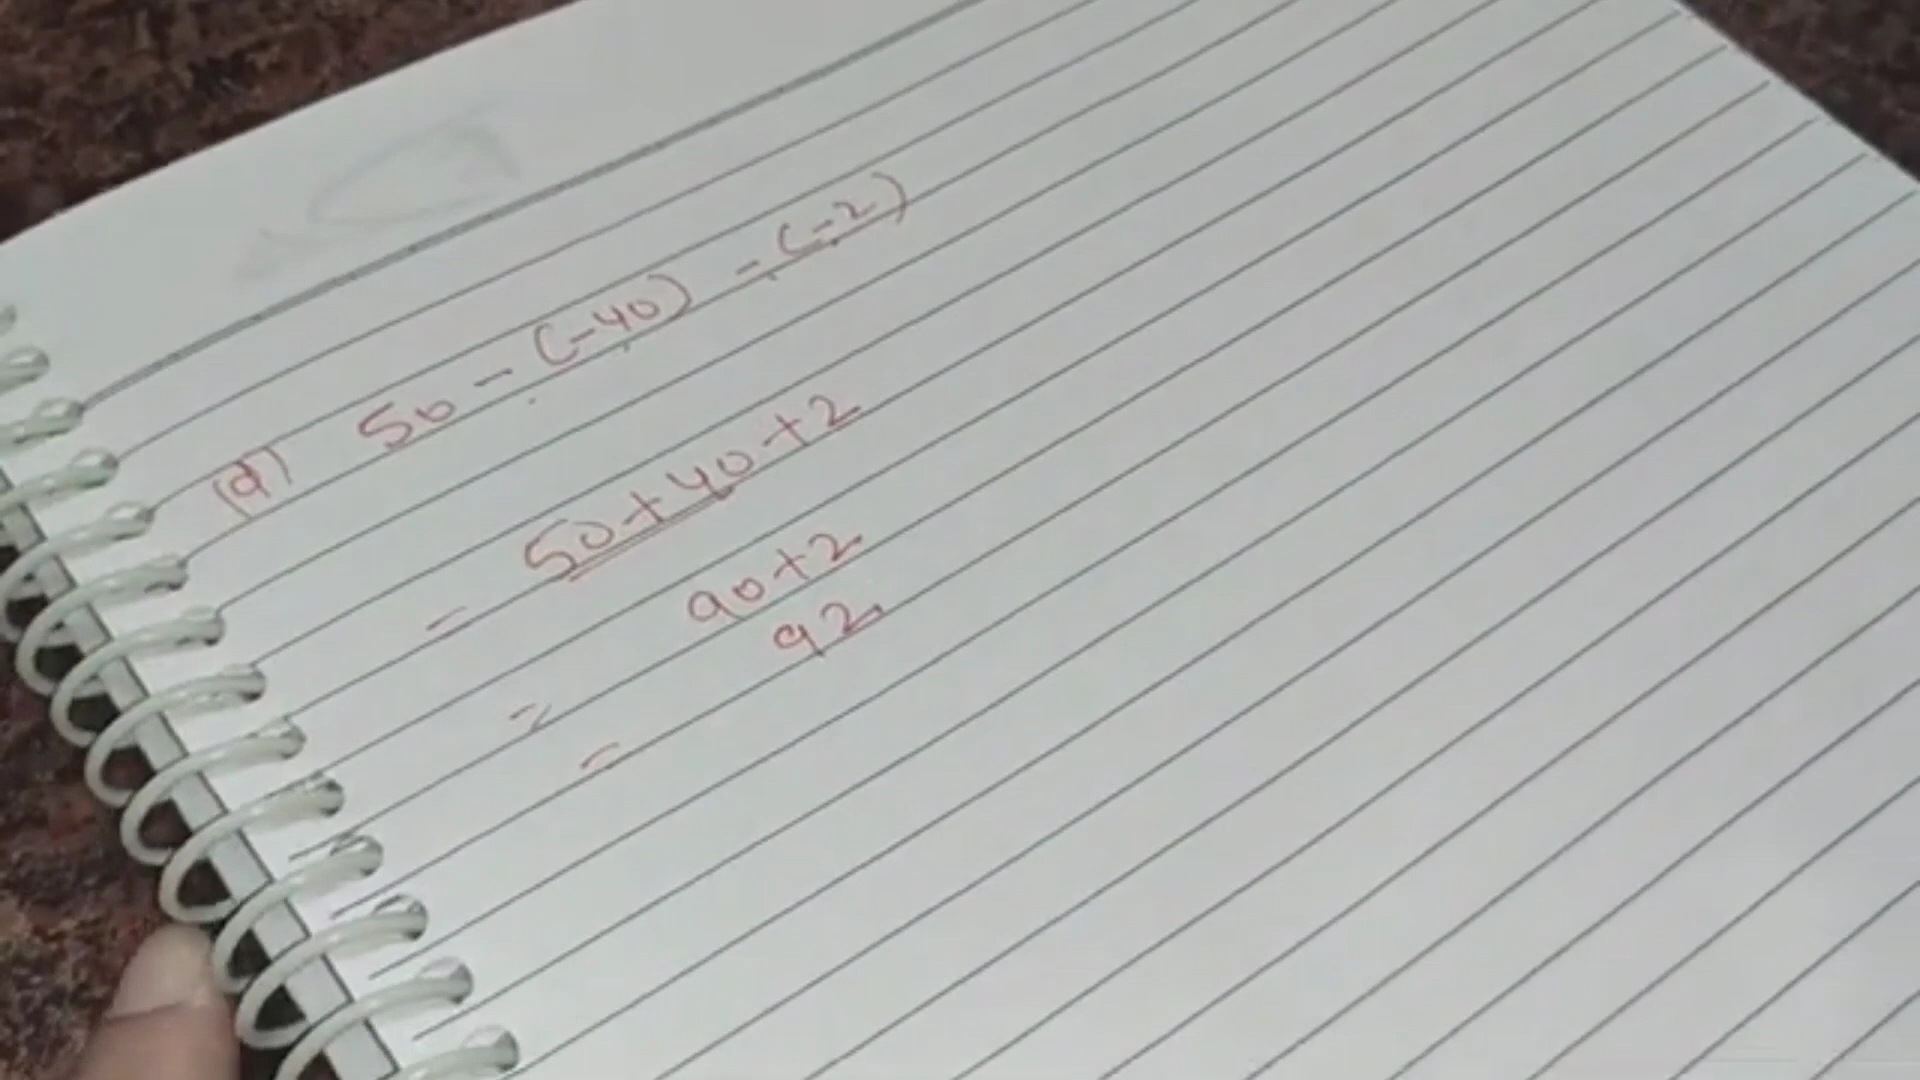 (d) 50 - (-40) - (-2)
= 50 + 40 + 2
= 90 + 2
= 92